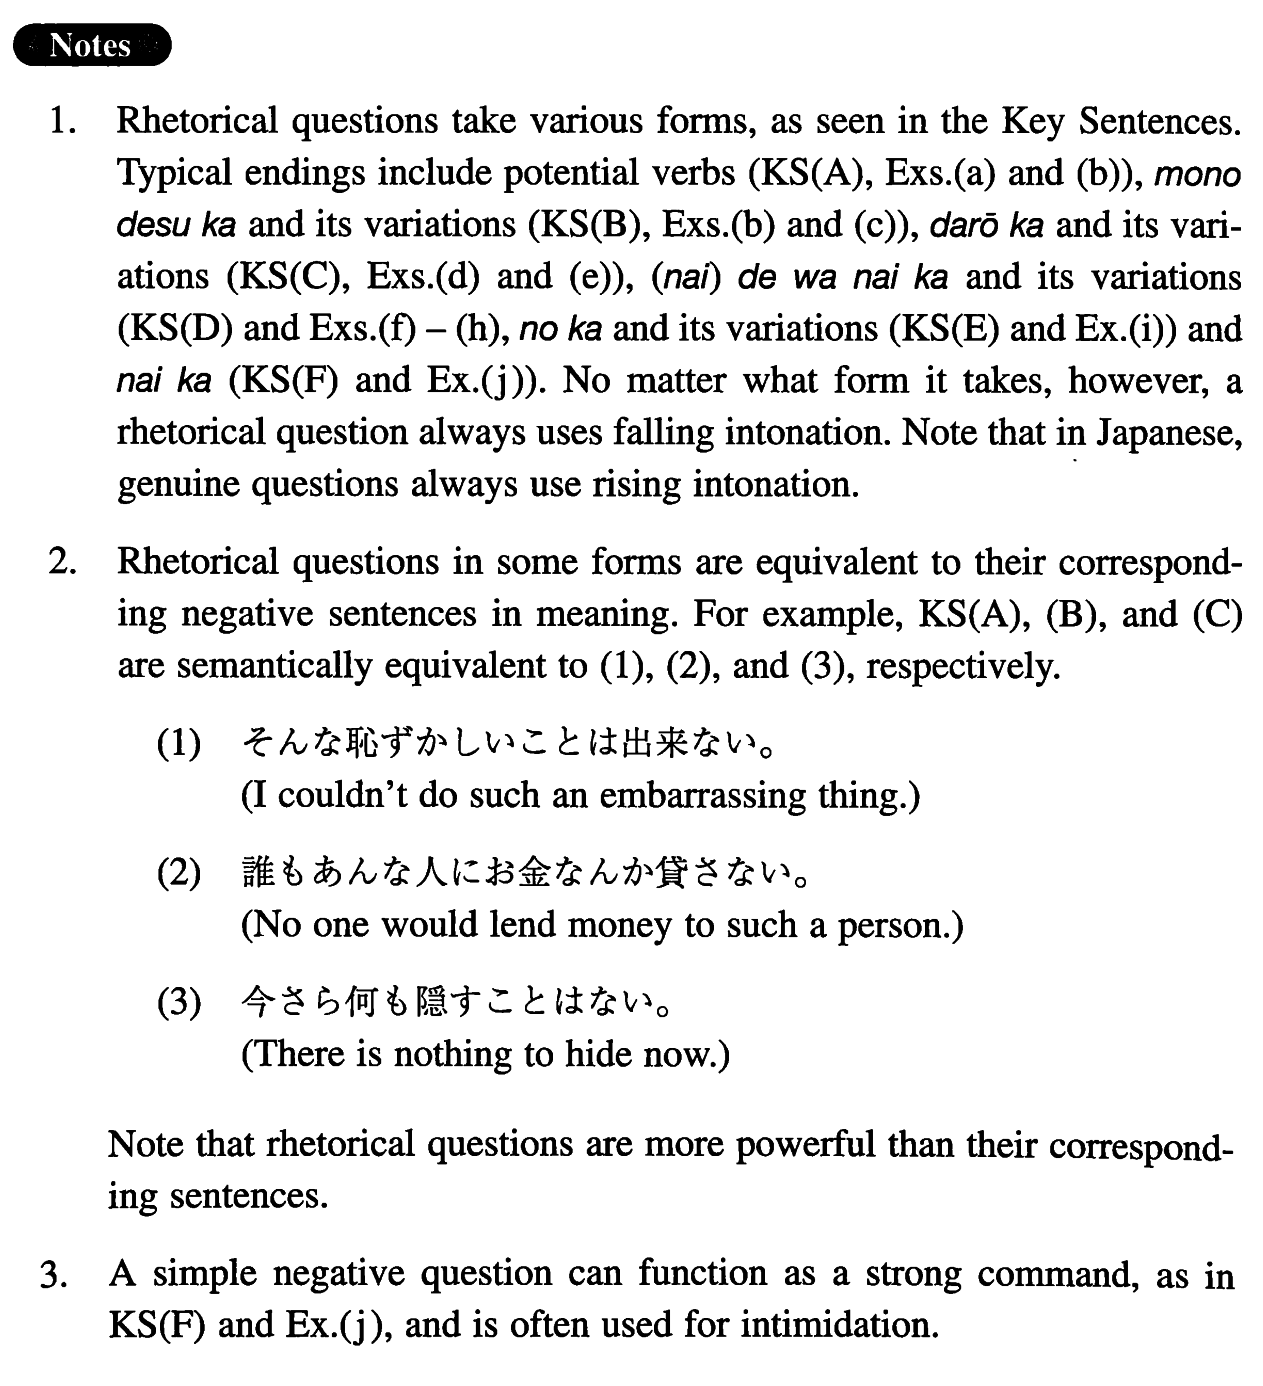 Notes
1. Rhetorical questions take various forms, as seen in the Key Sentences.
Typical endings include potential verbs (KS(A), Exs.(a) and (b)), mono
desu ka and its variations (KS(B), Exs.(b) and (c)), darō ka and its vari-
ations (KS(C), Exs.(d) and (e)), (nai) de wa nai ka and its variations
(KS(D) and Exs.(f) – (h), no ka and its variations (KS(E) and Ex.(i)) and
nai ka (KS(F) and Ex.(j)). No matter what form it takes, however, a
rhetorical question always uses falling intonation. Note that in Japanese,
genuine questions always use rising intonation.
2. Rhetorical questions in some forms are equivalent to their correspond-
ing negative sentences in meaning. For example, KS(A), (B), and (C)
are semantically equivalent to (1), (2), and (3), respectively.
(1) そんな恥ずかしいことは出来ない。
(I couldn't do such an embarrassing thing.)
(2) 誰もあんな人にお金なんか貸さない。
(No one would lend money to such a person.)
(3) 今さら何も隠すことはない。
(There is nothing to hide now.)
Note that rhetorical questions are more powerful than their correspond-
ing sentences.
3. A simple negative question can function as a strong command, as in
KS(F) and Ex.(j), and is often used for intimidation.